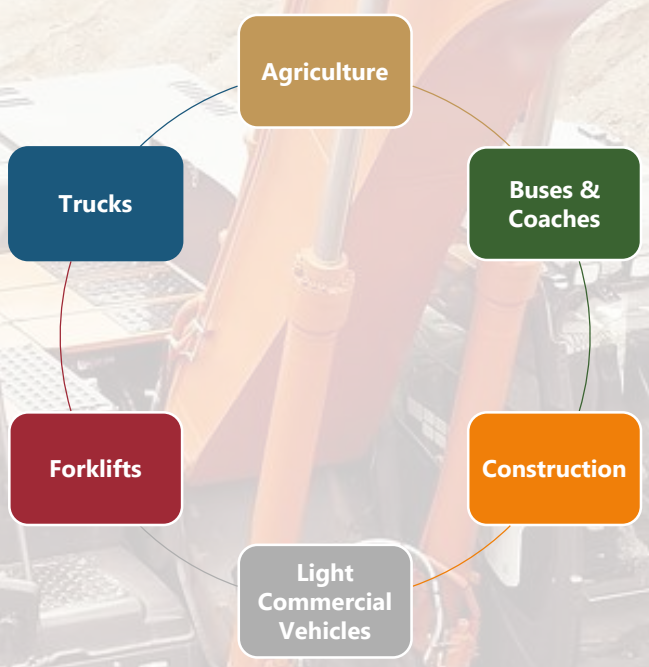 Agriculture
Trucks
Buses &
Coaches
Forklifts
Construction
Light
Commercial
Vehicles